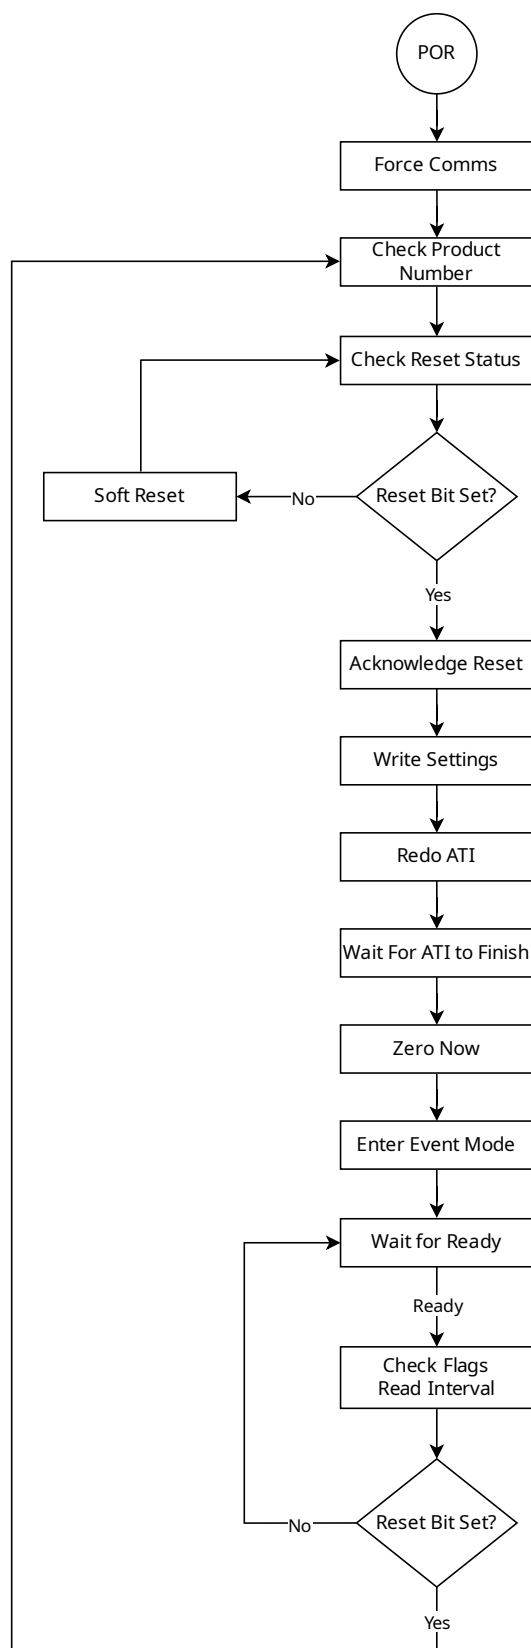 POR
Force Comms
Check Product
Number
Check Reset Status
Reset Bit Set?
No
Soft Reset
Yes
Acknowledge Reset
Write Settings
Redo ATI
Wait For ATI to Finish
Zero Now
Enter Event Mode
Wait for Ready
Ready
Check Flags
Read Interval
Reset Bit Set?
No
Yes